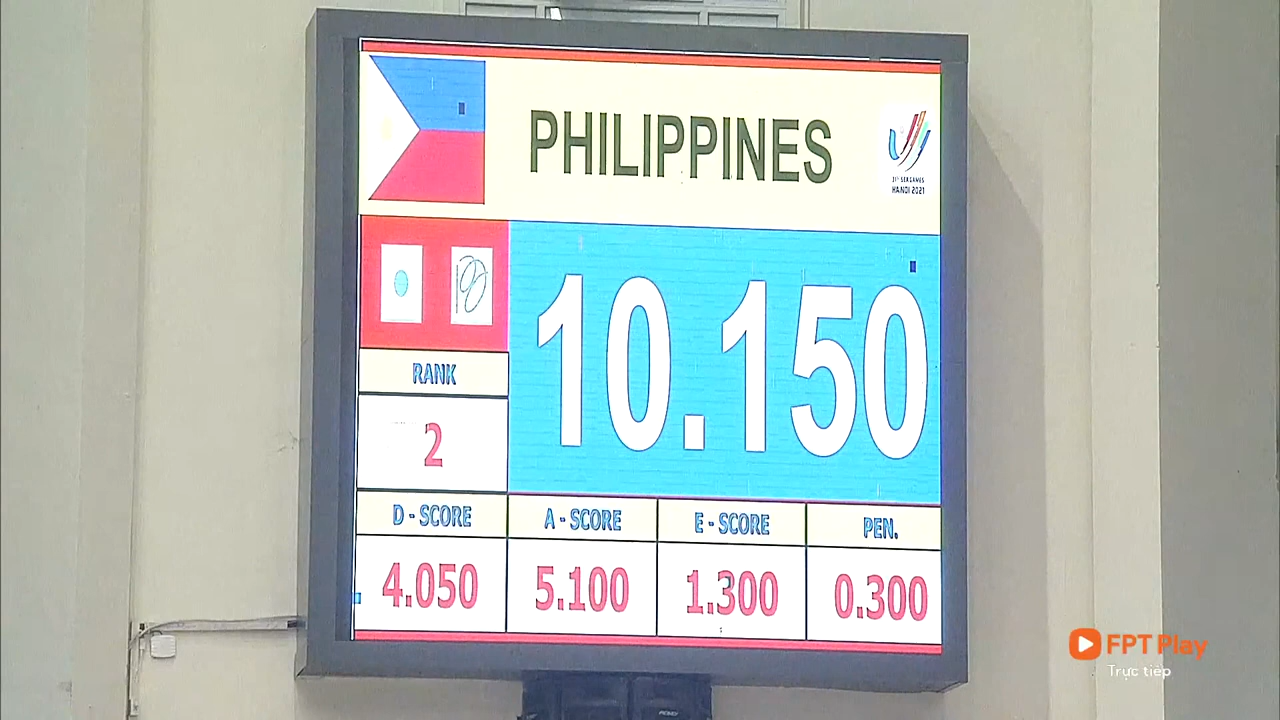 PHILIPPINES
31ST SEA GAMES
HANOI 2021
10.150
RANK
2
D - SCORE
A - SCORE
E - SCORE
PEN.
4.050
5.100
1.300
0.300
FPT Play
Trực tiếp